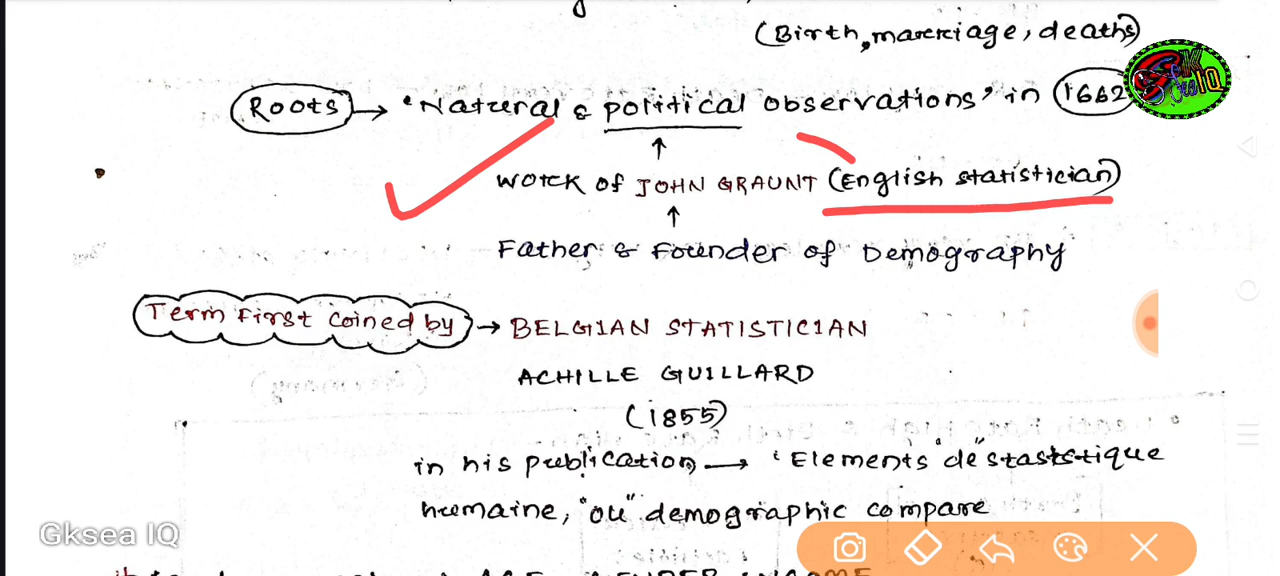 (Birth, marriage, deaths)
Roots → 'Natural & political observations' in 1662
↑
Work of JOHN GRAUNT (English statistician)
↑
Father & Founder of Demography
Term First Coined by → BELGIAN STATISTICIAN
ACHILLE GUILLARD
(1855)
in his publication → 'Elements "de" 
humaine, "ou" demographic compare
Gksea IQ